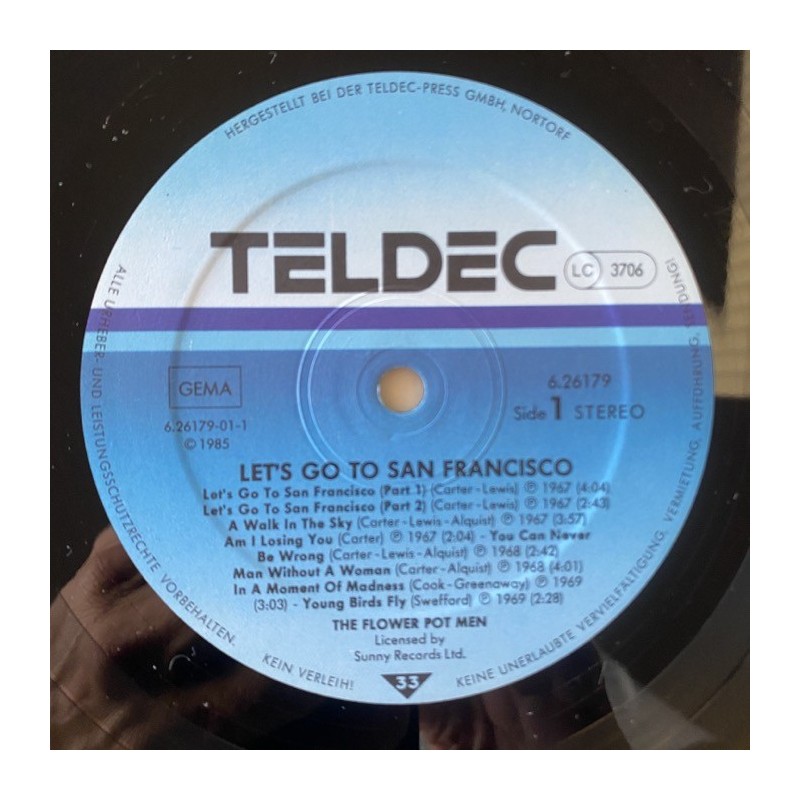 HERGESTELLT BEI DER TELDEC-PRESS GMBH, NORTORF
TELDEC
LC 3706
GEMA
6.26179
6.26179-01-1
Side 1 STEREO
© 1985
LET'S GO TO SAN FRANCISCO
Let's Go To San Francisco (Part 1) (Carter-Lewis) ℗ 1967 (4:04)
Let's Go To San Francisco (Part 2) (Carter-Lewis) ℗ 1967 (2:43)
A Walk In The Sky (Carter-Lewis-Alquist) ℗ 1967 (3:57)
Am I Losing You (Carter) ℗ 1967 (2:04) - You Can Never
Be Wrong (Carter-Lewis-Alquist) ℗ 1968 (2:42)
Man Without A Woman (Carter-Alquist) ℗ 1968 (4:01)
In A Moment Of Madness (Cook-Greenaway) ℗ 1969
(3:03) - Young Birds Fly (Swefford) ℗ 1969 (2:28)
THE FLOWER POT MEN
Licensed by
Sunny Records Ltd.
33
ALLE URHEBER- UND LEISTUNGSSCHUTZRECHTE VORBEHALTEN.
KEIN VERLEIH!
KEINE UNERLAUBTE VERVIELFÄLTIGUNG, VERMIETUNG, AUFFÜHRUNG, SENDUNG!